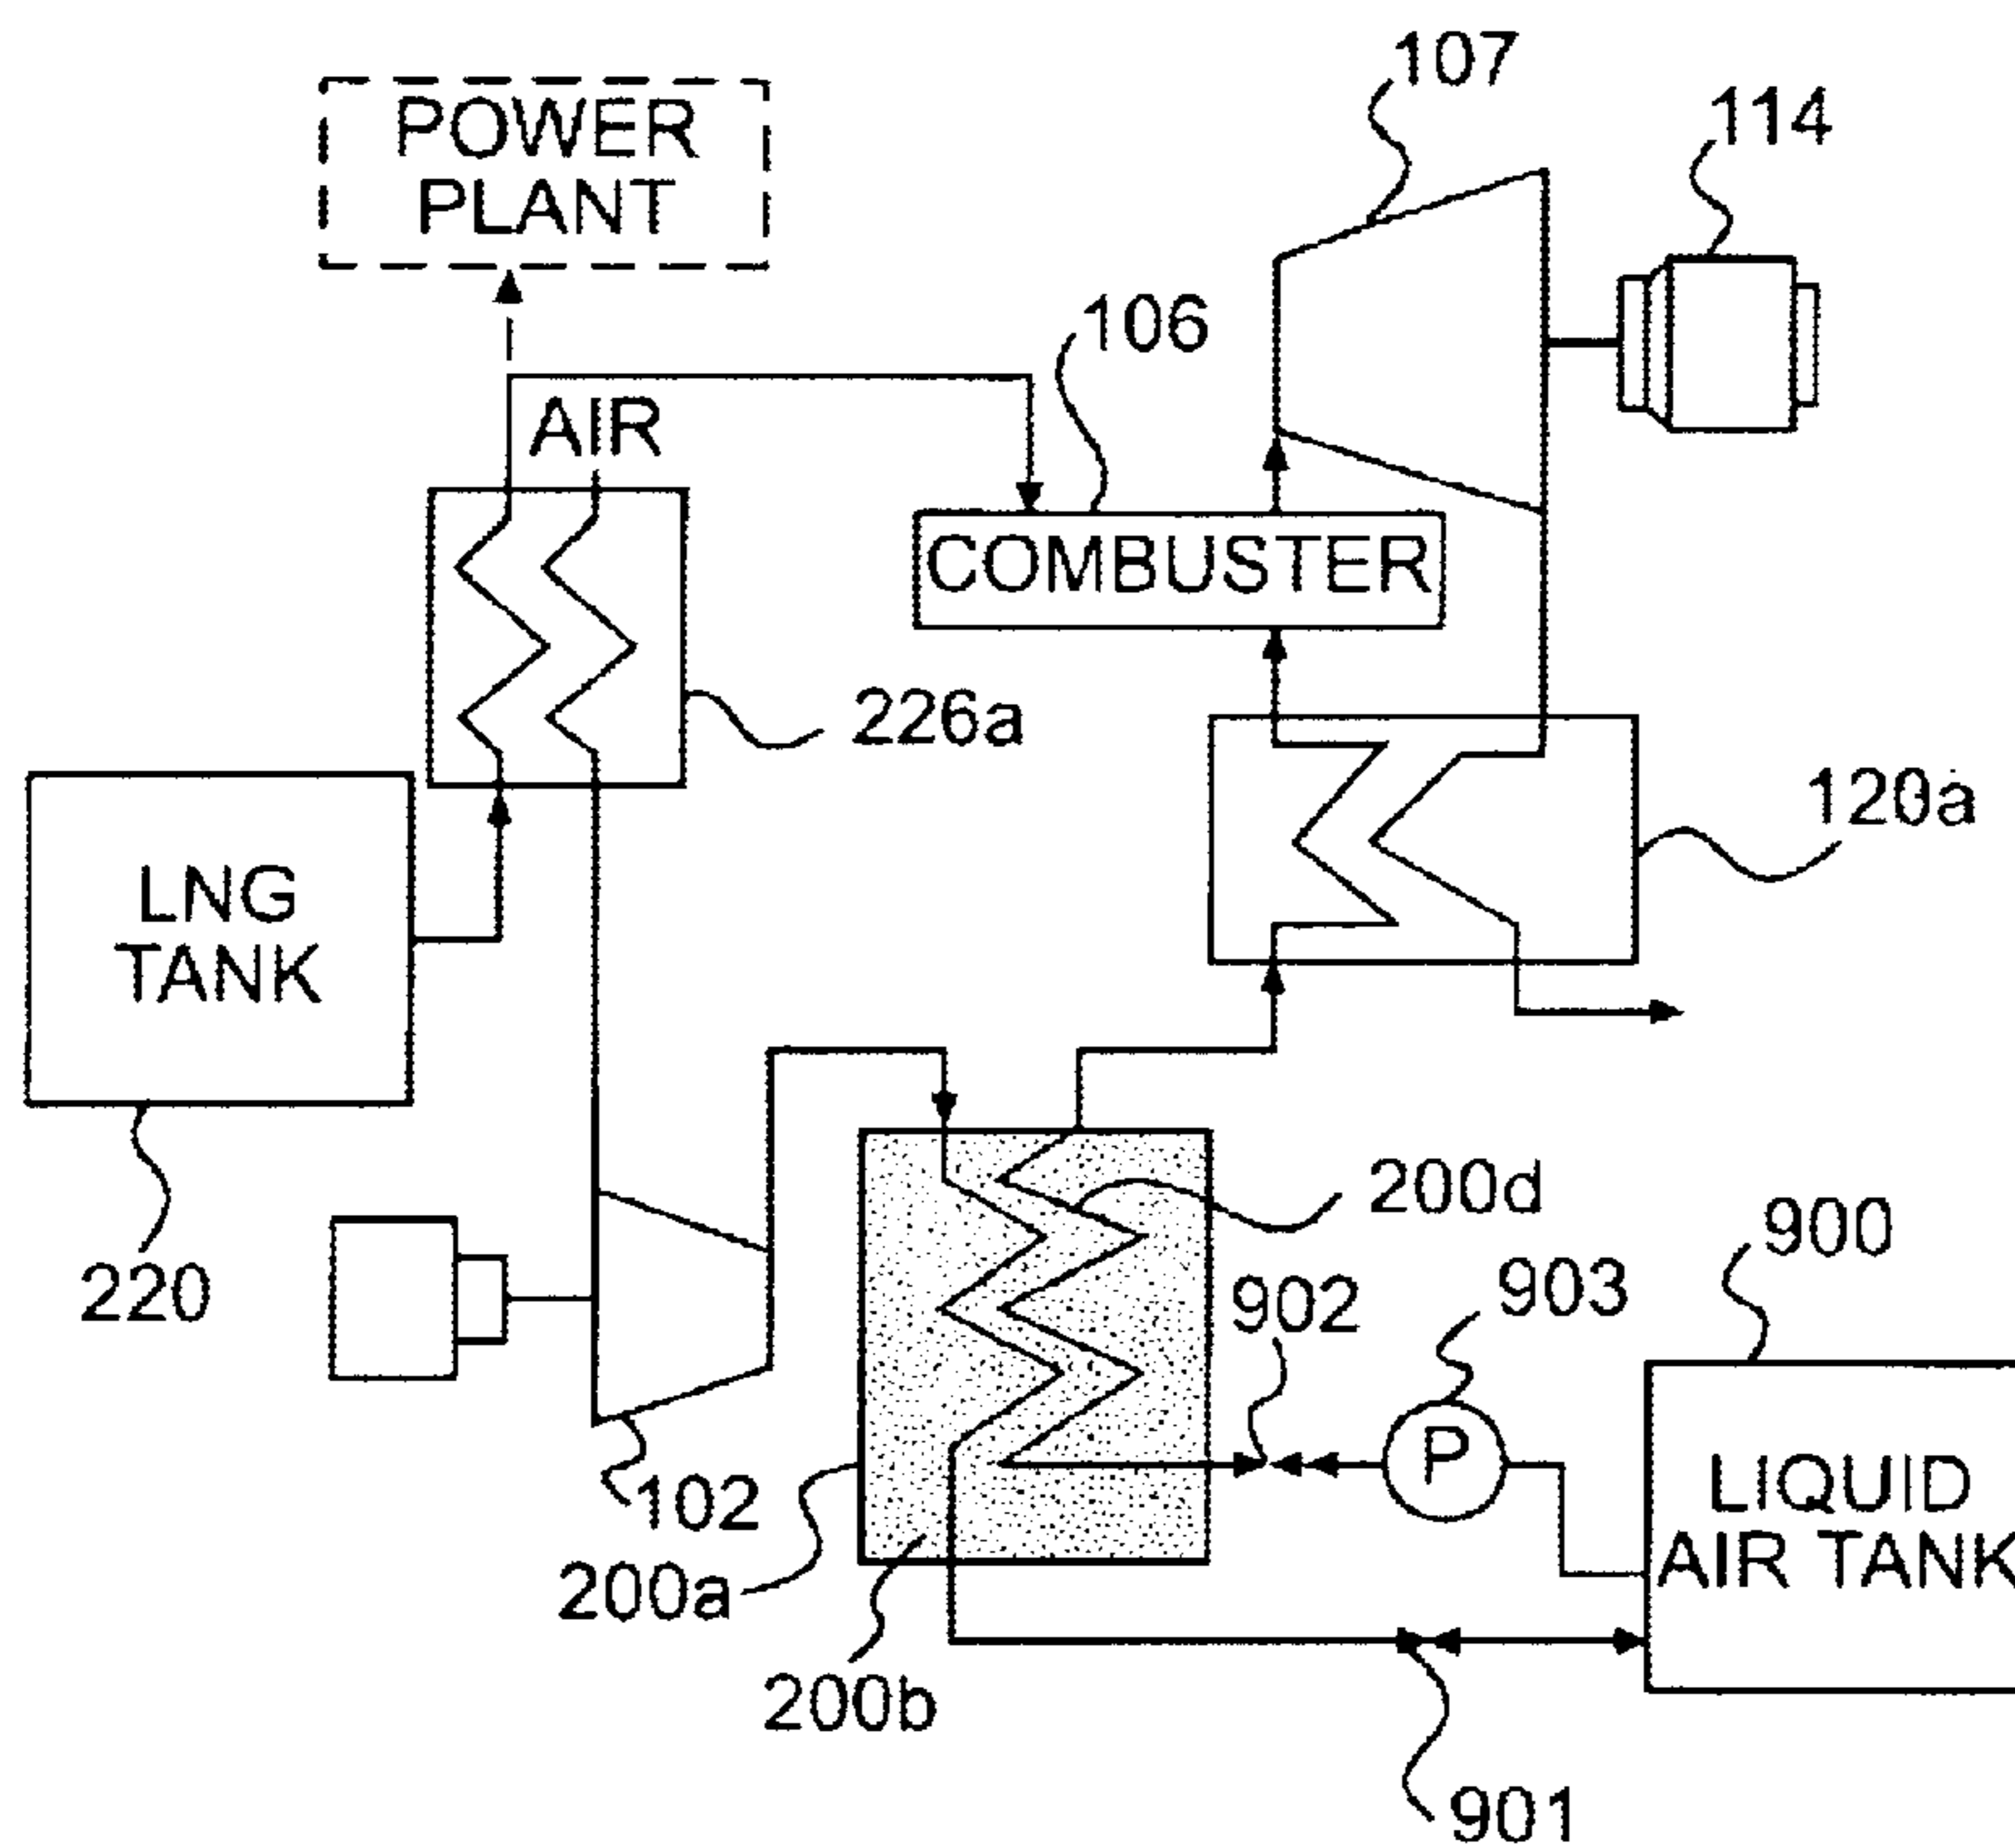 107
114
POWER
PLANT
106
AIR
COMBUSTER
226a
120a
LNG
TANK
200d
900
220
902
903
P
LIQUID
AIR TANK
102
200a
200b
901